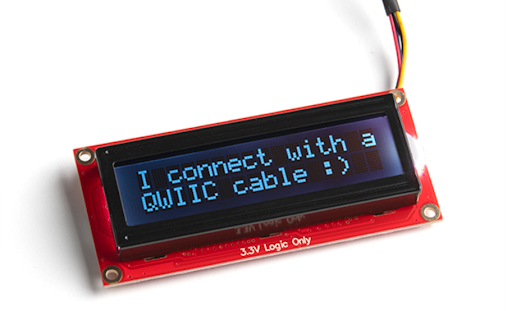 I connect with a
QWIIC cable :)
3.3V Logic Only